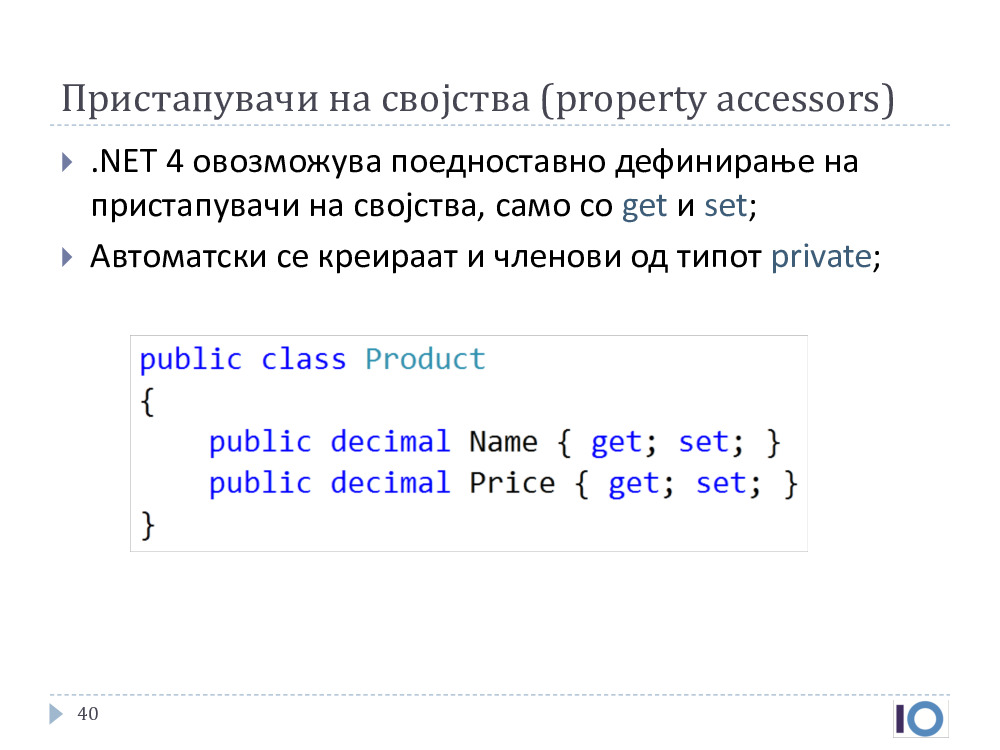 Пристапувачи на својства (property accessors)
.NET 4 овозможува поедноставно дефинирање на
пристапувачи на својства, само со get и set;
Автоматски се креираат и членови од типот private;
public class Product
{
    public decimal Name { get; set; }
    public decimal Price { get; set; }
}
40
IO